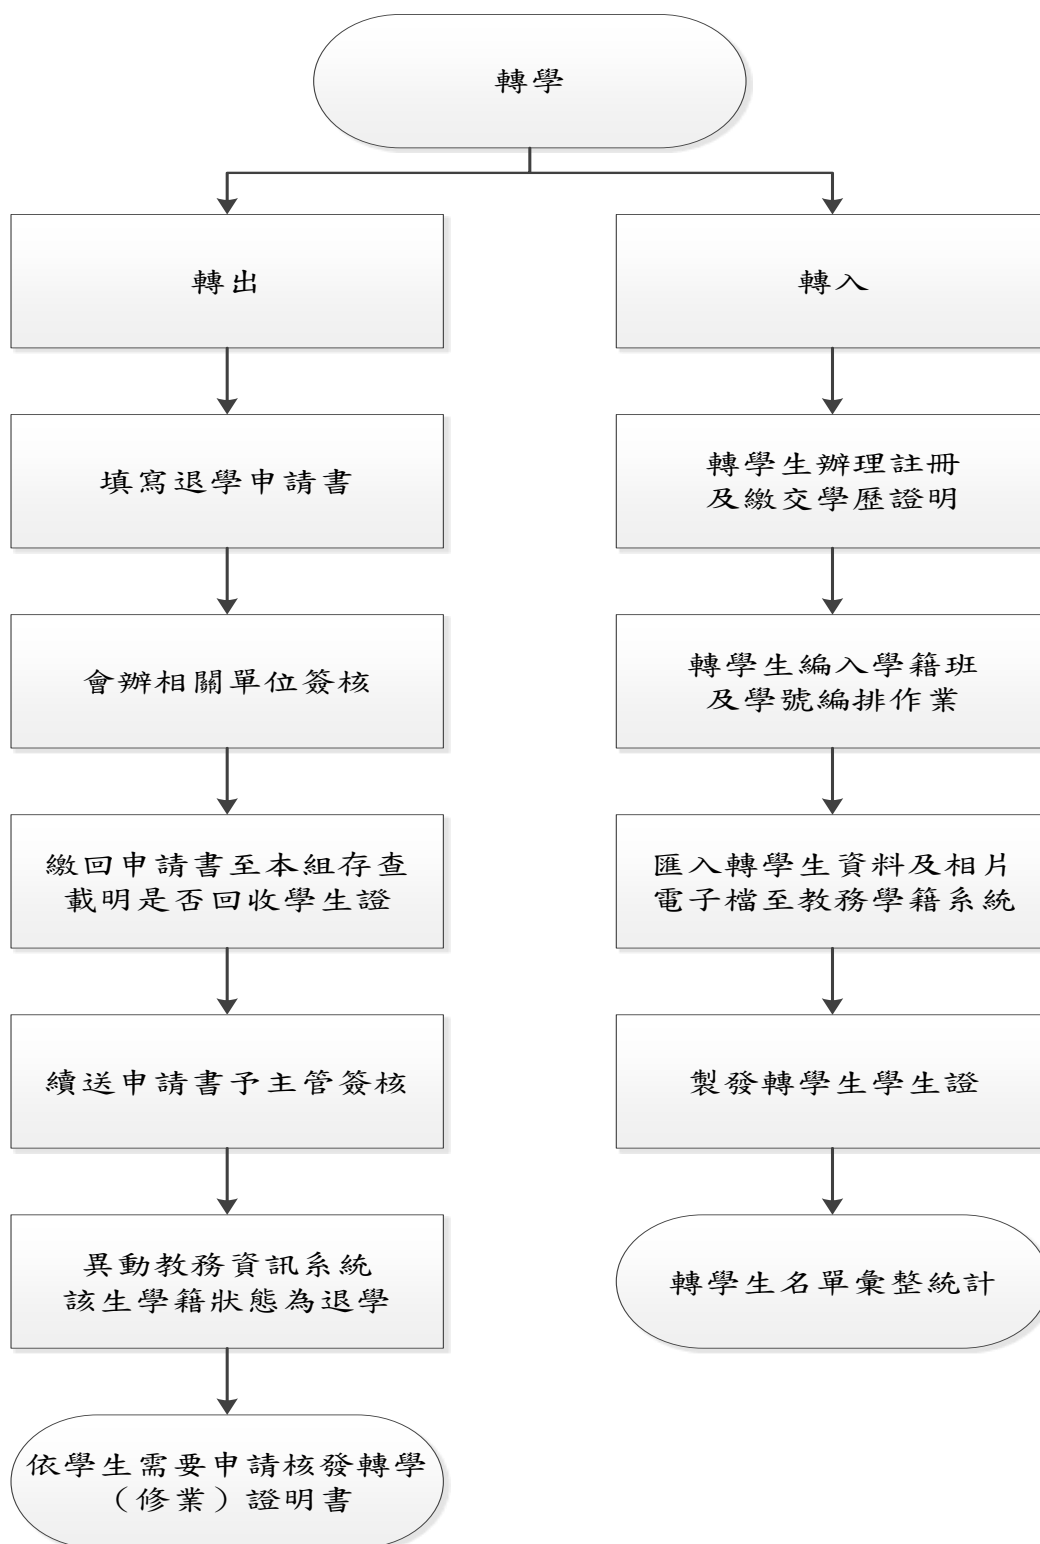 轉學
轉出
填寫退學申請書
會辦相關單位簽核
繳回申請書至本組存查
載明是否回收學生證
續送申請書予主管簽核
異動教務資訊系統
該生學籍狀態為退學
依學生需要申請核發轉學
（修業）證明書
轉入
轉學生辦理註冊
及繳交學歷證明
轉學生編入學籍班
及學號編排作業
匯入轉學生資料及相片
電子檔至教務學籍系統
製發轉學生學生證
轉學生名單彙整統計